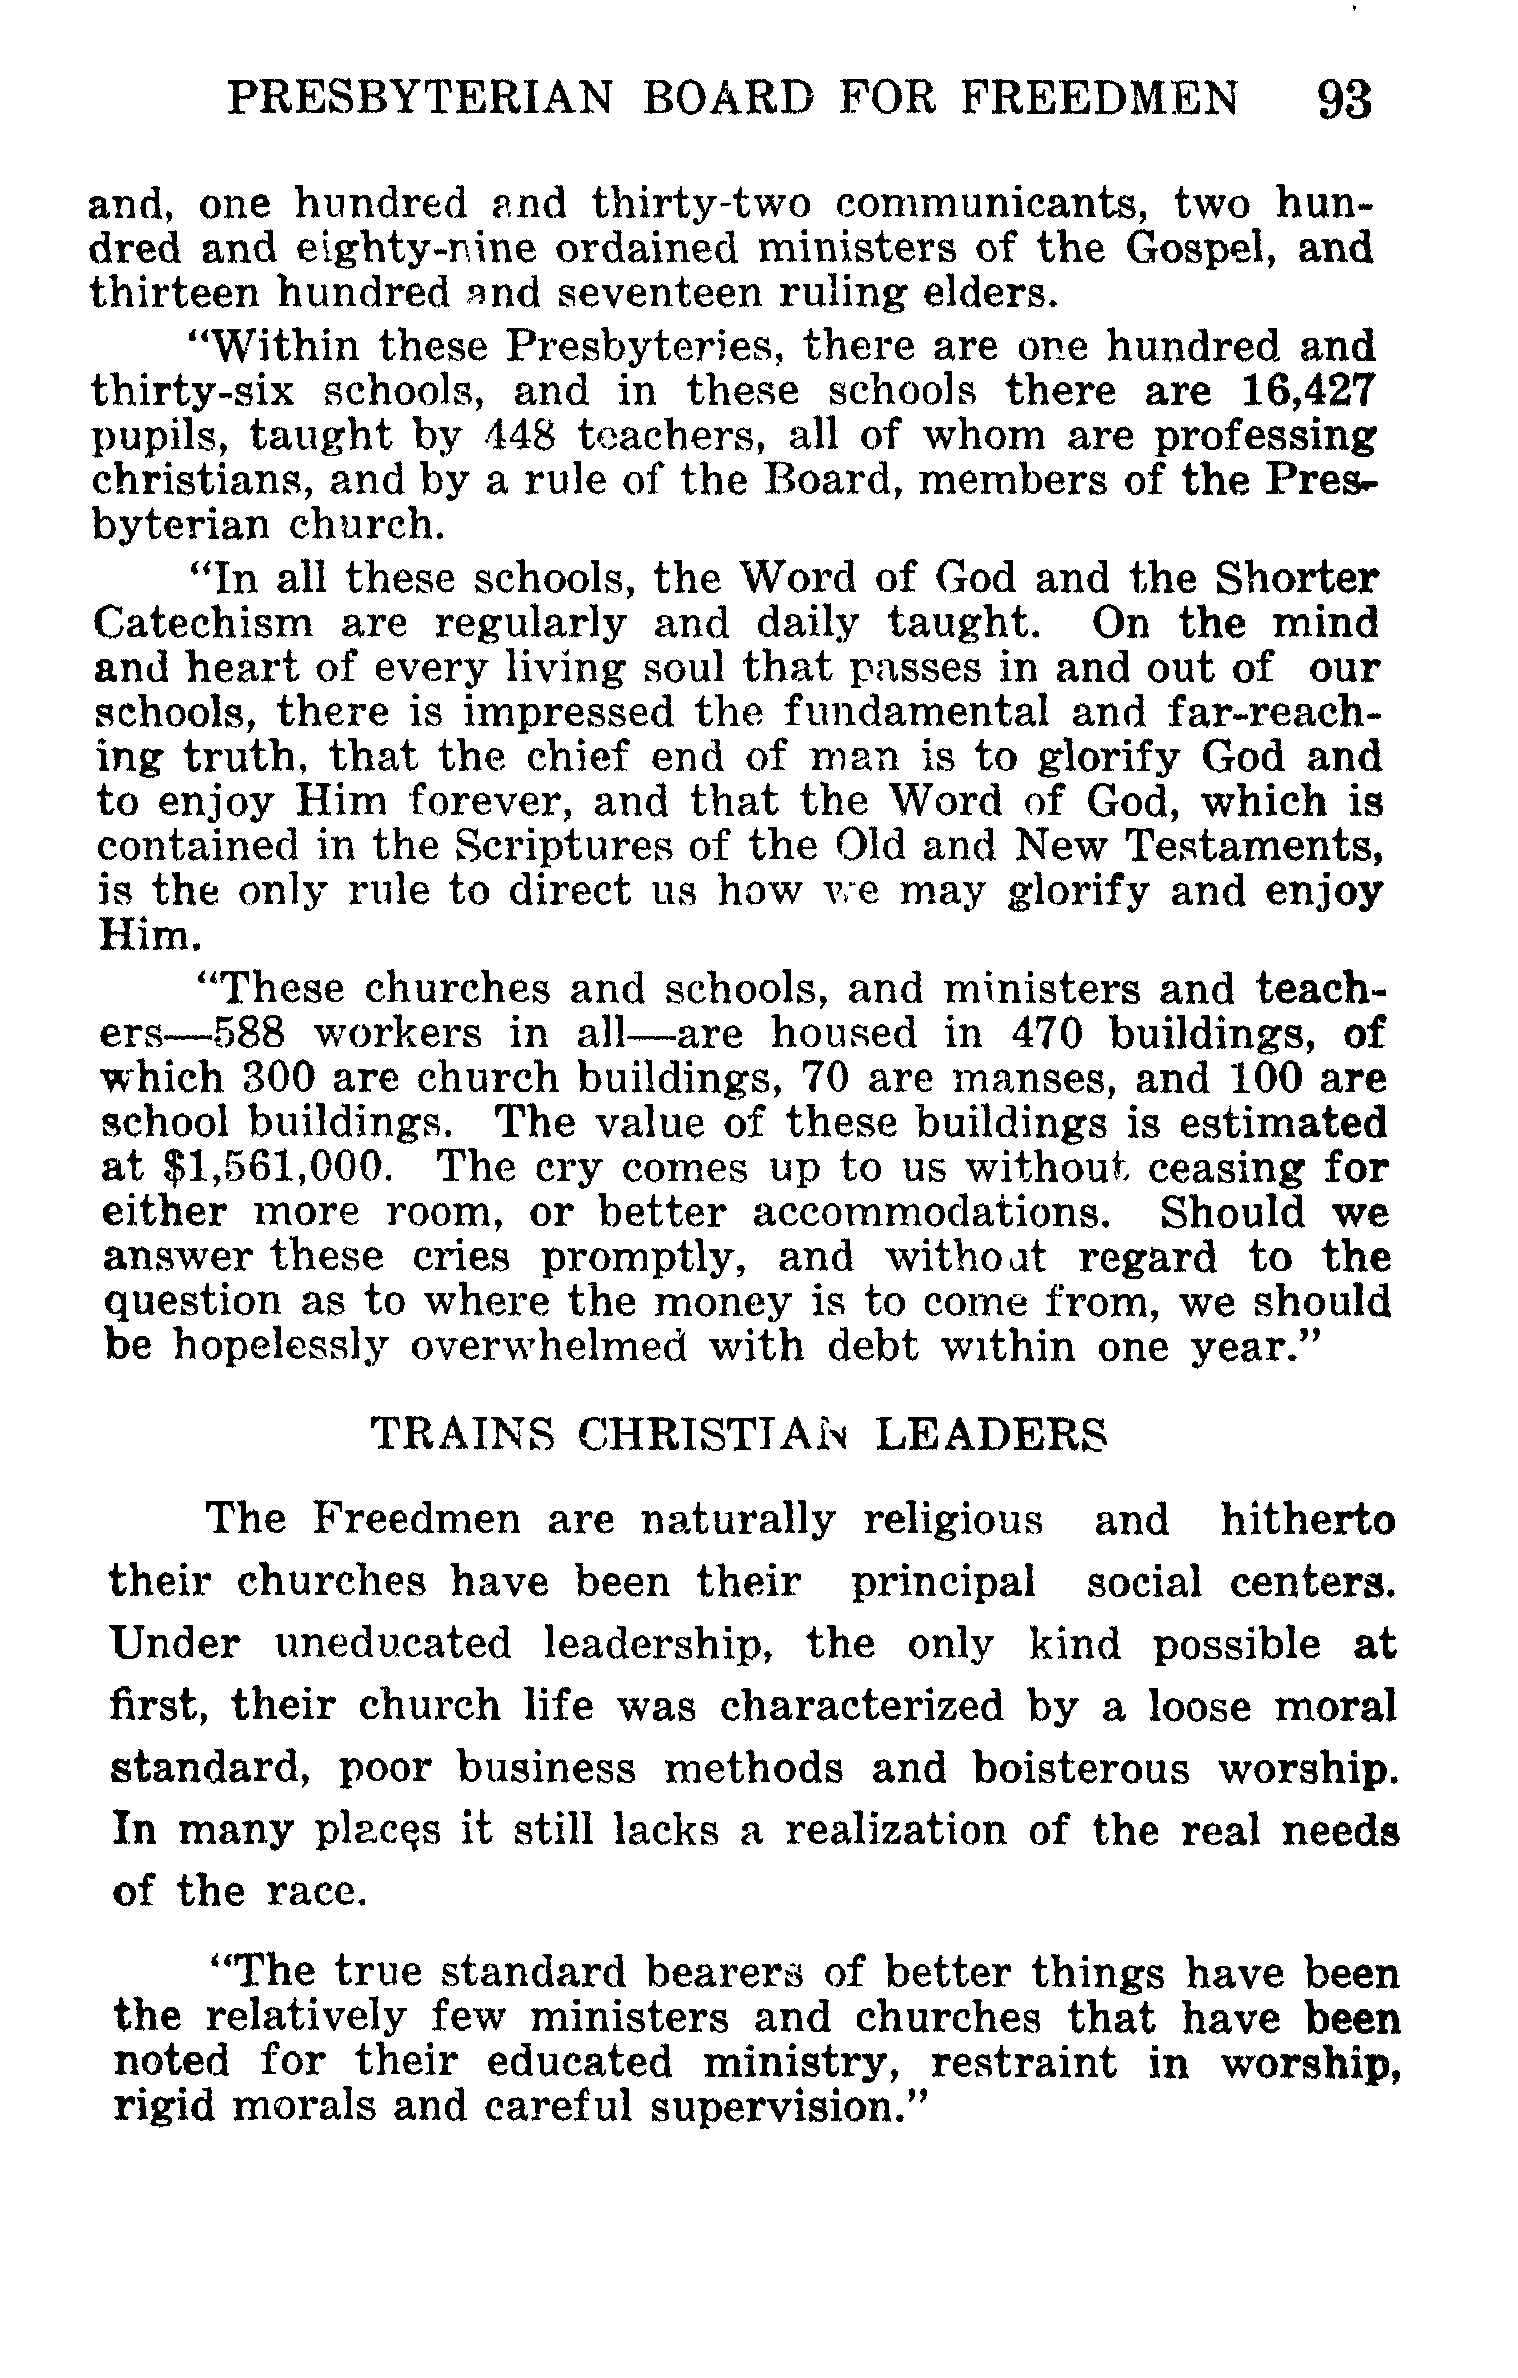 PRESBYTERIAN BOARD FOR FREEDMEN 93
and, one hundred and thirty-two communicants, two hun-
dred and eighty-nine ordained ministers of the Gospel, and
thirteen hundred and seventeen ruling elders.
"Within these Presbyteries, there are one hundred and
thirty-six schools, and in these schools there are 16,427
pupils, taught by 448 teachers, all of whom are professing
christians, and by a rule of the Board, members of the Pres-
byterian church.
"In all these schools, the Word of God and the Shorter
Catechism are regularly and daily taught. On the mind
and heart of every living soul that passes in and out of our
schools, there is impressed the fundamental and far-reach-
ing truth, that the chief end of man is to glorify God and
to enjoy Him forever, and that the Word of God, which is
contained in the Scriptures of the Old and New Testaments,
is the only rule to direct us how we may glorify and enjoy
Him.
"These churches and schools, and ministers and teach-
ers—588 workers in all—are housed in 470 buildings, of
which 300 are church buildings, 70 are manses, and 100 are
school buildings. The value of these buildings is estimated
at $1,561,000. The cry comes up to us without ceasing for
either more room, or better accommodations. Should we
answer these cries promptly, and without regard to the
question as to where the money is to come from, we should
be hopelessly overwhelmed with debt within one year."
TRAINS CHRISTIAN LEADERS
The Freedmen are naturally religious and hitherto
their churches have been their principal social centers.
Under uneducated leadership, the only kind possible at
first, their church life was characterized by a loose moral
standard, poor business methods and boisterous worship.
In many places it still lacks a realization of the real needs
of the race.
"The true standard bearers of better things have been
the relatively few ministers and churches that have been
noted for their educated ministry, restraint in worship,
rigid morals and careful supervision."